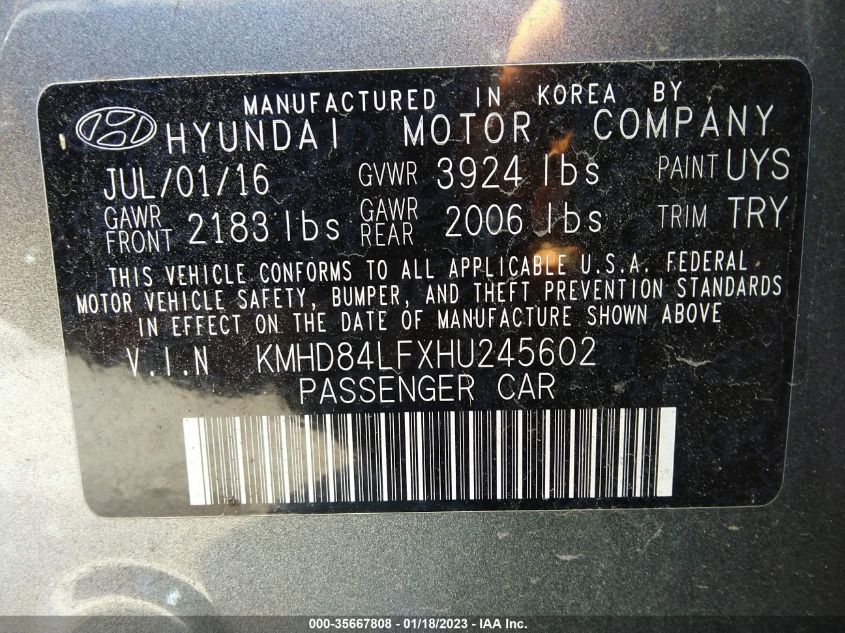 MANUFACTURED IN KOREA BY
HYUNDAI MOTOR COMPANY
JUL/01/16 GVWR 3924 lbs PAINT UYS
GAWR FRONT 2183 lbs GAWR REAR 2006 lbs TRIM TRY
THIS VEHICLE CONFORMS TO ALL APPLICABLE U.S.A. FEDERAL
MOTOR VEHICLE SAFETY, BUMPER, AND THEFT PREVENTION STANDARDS
IN EFFECT ON THE DATE OF MANUFACTURE SHOWN ABOVE
V.I.N KMHD84LFXHU245602
PASSENGER CAR
000-35667808 - 01/18/2023 - IAA Inc.